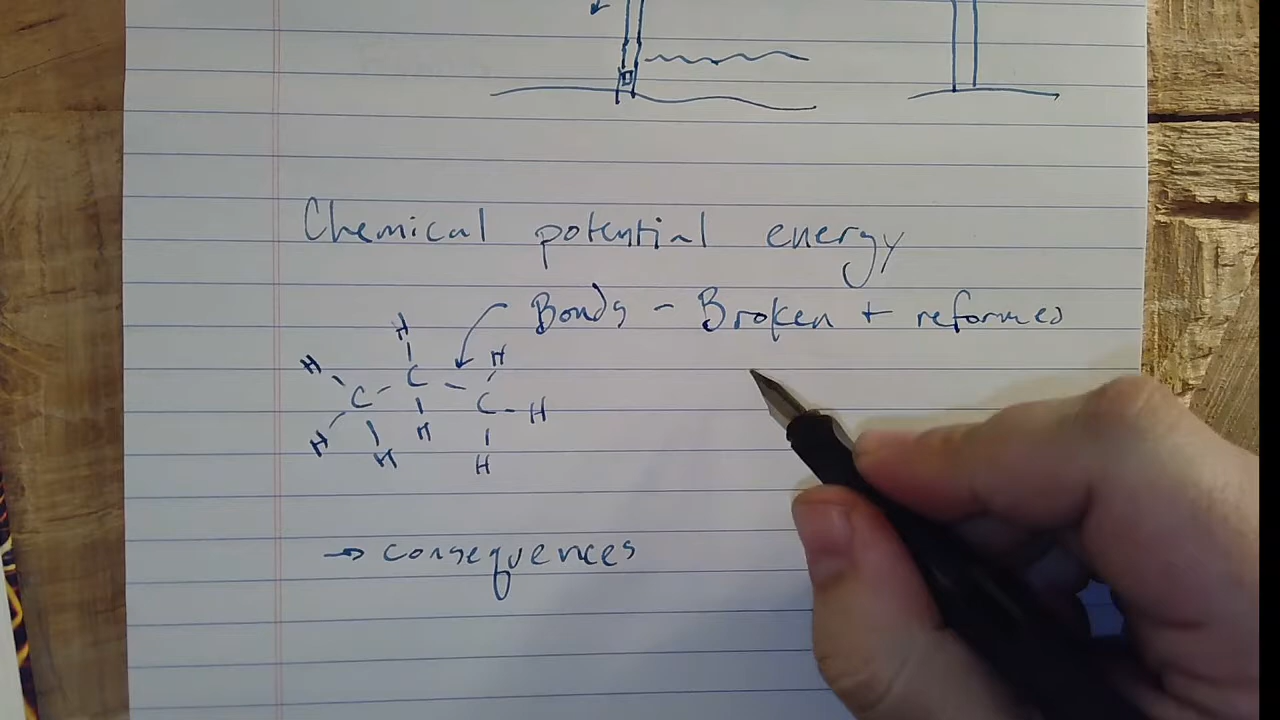 Chemical potential energy
Bonds - Broken + reformed
H
H H
C
C C - H
H H H H
→ consequences